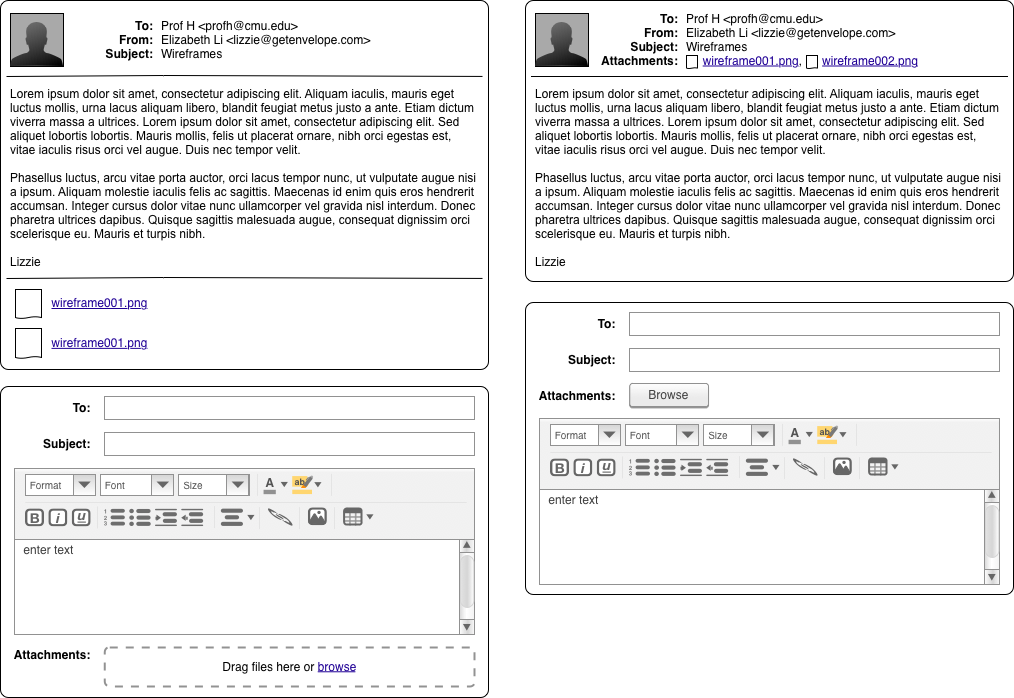 To: Prof H <profh@cmu.edu>
From: Elizabeth Li <lizzie@getenvelope.com>
Subject: Wireframes
Lorem ipsum dolor sit amet, consectetur adipiscing elit. Aliquam iaculis, mauris eget
luctus mollis, urna lacus aliquam libero, blandit feugiat metus justo a ante. Etiam dictum
viverra massa a ultrices. Lorem ipsum dolor sit amet, consectetur adipiscing elit. Sed
aliquet lobortis lobortis. Mauris mollis, felis ut placerat ornare, nibh orci egestas est,
vitae iaculis risus orci vel augue. Duis nec tempor velit.
Phasellus luctus, arcu vitae porta auctor, orci lacus tempor nunc, ut vulputate augue nisi
a ipsum. Aliquam molestie iaculis felis ac sagittis. Maecenas id enim quis eros hendrerit
accumsan. Integer cursus dolor vitae nunc ullamcorper vel gravida nisl interdum. Donec
pharetra ultrices dapibus. Quisque sagittis malesuada augue, consequat dignissim orci
scelerisque eu. Mauris et turpis nibh.
Lizzie
wireframe001.png
wireframe001.png
To:
Subject:
Format Font Size A ab
B i u 1 2 3
enter text
Attachments: Drag files here or browse
To: Prof H <profh@cmu.edu>
From: Elizabeth Li <lizzie@getenvelope.com>
Subject: Wireframes
Attachments: wireframe001.png, wireframe002.png
Lorem ipsum dolor sit amet, consectetur adipiscing elit. Aliquam iaculis, mauris eget
luctus mollis, urna lacus aliquam libero, blandit feugiat metus justo a ante. Etiam dictum
viverra massa a ultrices. Lorem ipsum dolor sit amet, consectetur adipiscing elit. Sed
aliquet lobortis lobortis. Mauris mollis, felis ut placerat ornare, nibh orci egestas est,
vitae iaculis risus orci vel augue. Duis nec tempor velit.
Phasellus luctus, arcu vitae porta auctor, orci lacus tempor nunc, ut vulputate augue nisi
a ipsum. Aliquam molestie iaculis felis ac sagittis. Maecenas id enim quis eros hendrerit
accumsan. Integer cursus dolor vitae nunc ullamcorper vel gravida nisl interdum. Donec
pharetra ultrices dapibus. Quisque sagittis malesuada augue, consequat dignissim orci
scelerisque eu. Mauris et turpis nibh.
Lizzie
To:
Subject:
Attachments: Browse
Format Font Size A ab
B i u 1 2 3
enter text